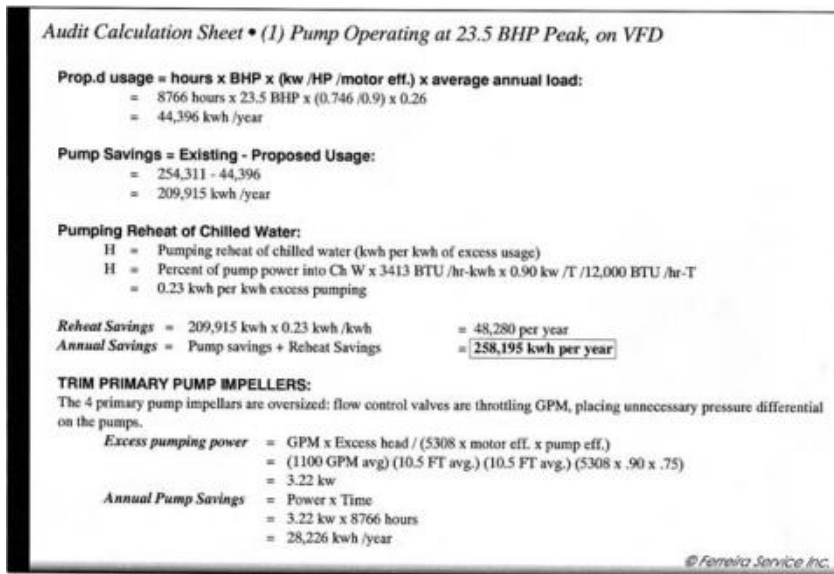 Audit Calculation Sheet • (1) Pump Operating at 23.5 BHP Peak, on VFD
Prop.d usage = hours x BHP x (kw /HP /motor eff.) x average annual load:
= 8766 hours x 23.5 BHP x (0.746 /0.9) x 0.26
= 44,396 kwh /year
Pump Savings = Existing - Proposed Usage:
= 254,311 - 44,396
= 209,915 kwh /year
Pumping Reheat of Chilled Water:
H = Pumping reheat of chilled water (kwh per kwh of excess usage)
H = Percent of pump power into Ch W x 3413 BTU /hr-kwh x 0.90 kw /T /12,000 BTU /hr-T
= 0.23 kwh per kwh excess pumping
Reheat Savings = 209,915 kwh x 0.23 kwh /kwh = 48,280 per year
Annual Savings = Pump savings + Reheat Savings = 258,195 kwh per year
TRIM PRIMARY PUMP IMPELLERS:
The 4 primary pump impellars are oversized: flow control valves are throttling GPM, placing unnecessary pressure differential
on the pumps.
Excess pumping power = GPM x Excess head / (5308 x motor eff. x pump eff.)
= (1100 GPM avg) (10.5 FT avg.) (10.5 FT avg.) (5308 x .90 x .75)
= 3.22 kw
Annual Pump Savings = Power x Time
= 3.22 kw x 8766 hours
= 28,226 kwh /year
© Ferreira Service Inc.